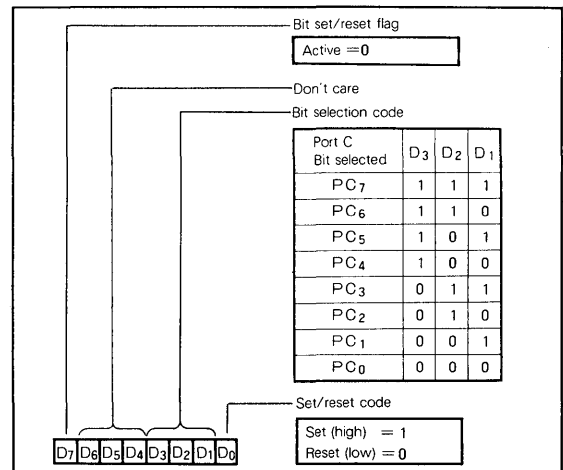 Bit set/reset flag
Active =0
Don't care
Bit selection code
Port C
Bit selected D3 D2 D1
PC7 1 1 1
PC6 1 1 0
PC5 1 0 1
PC4 1 0 0
PC3 0 1 1
PC2 0 1 0
PC1 0 0 1
PC0 0 0 0
Set/reset code
Set (high) = 1
Reset (low) =0
D7 D6 D5 D4 D3 D2 D1 D0